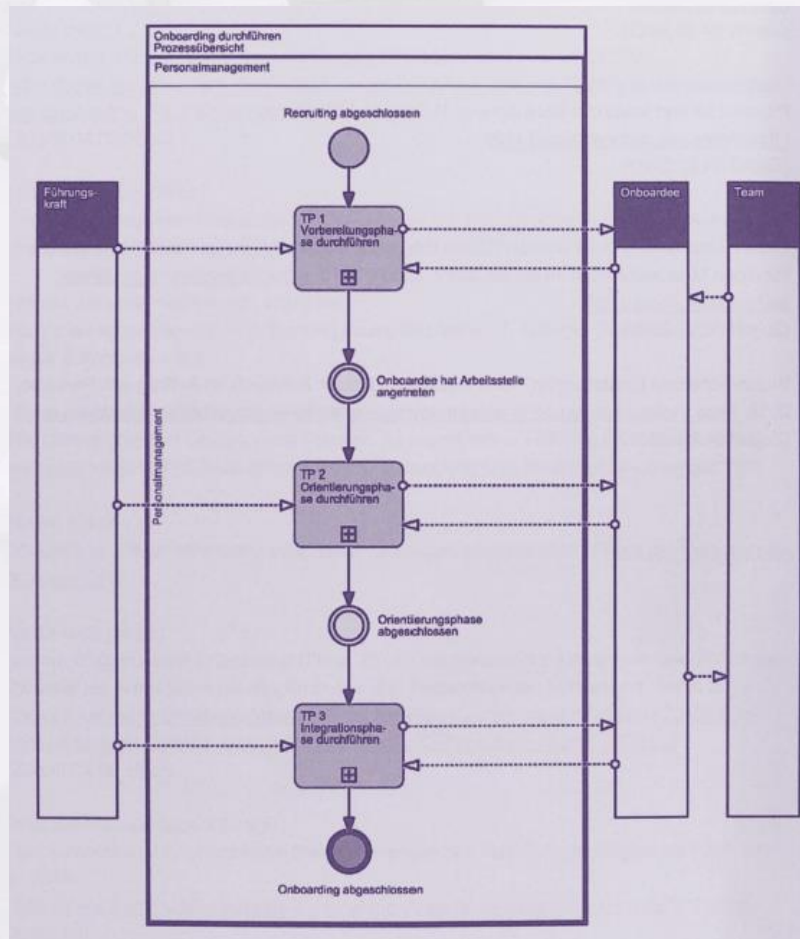 Onboarding durchführen
Prozessübersicht
Personalmanagement
Recruiting abgeschlossen
Führungs-
kraft
Onboardee
Team
TP 1
Vorbereitungspha-
se durchführen
Onboardee hat Arbeitsstelle
angetreten
Personalmanagement
TP 2
Orientierungspha-
se durchführen
Orientierungsphase
abgeschlossen
TP 3
Integrationspha-
se durchführen
Onboarding abgeschlossen